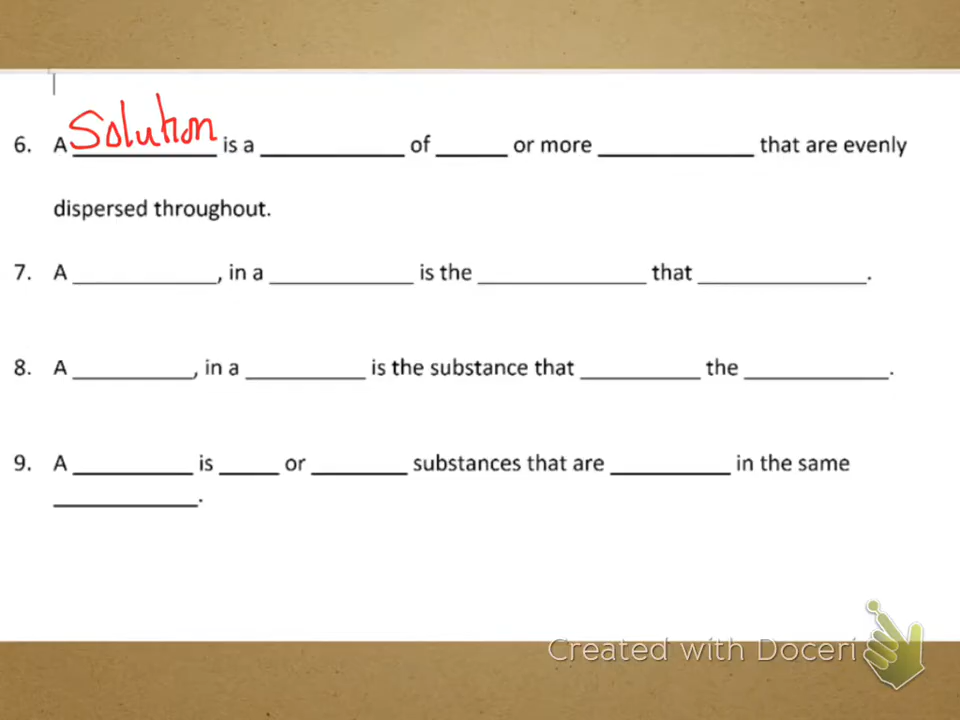 6. A Solution is a ____________ of ______ or more _____________ that are evenly
dispersed throughout.
7. A ____________, in a ____________ is the ______________ that ______________.
8. A __________, in a __________ is the substance that __________ the ____________.
9. A __________ is _____ or ________ substances that are __________ in the same
____________.
Created with Doceri